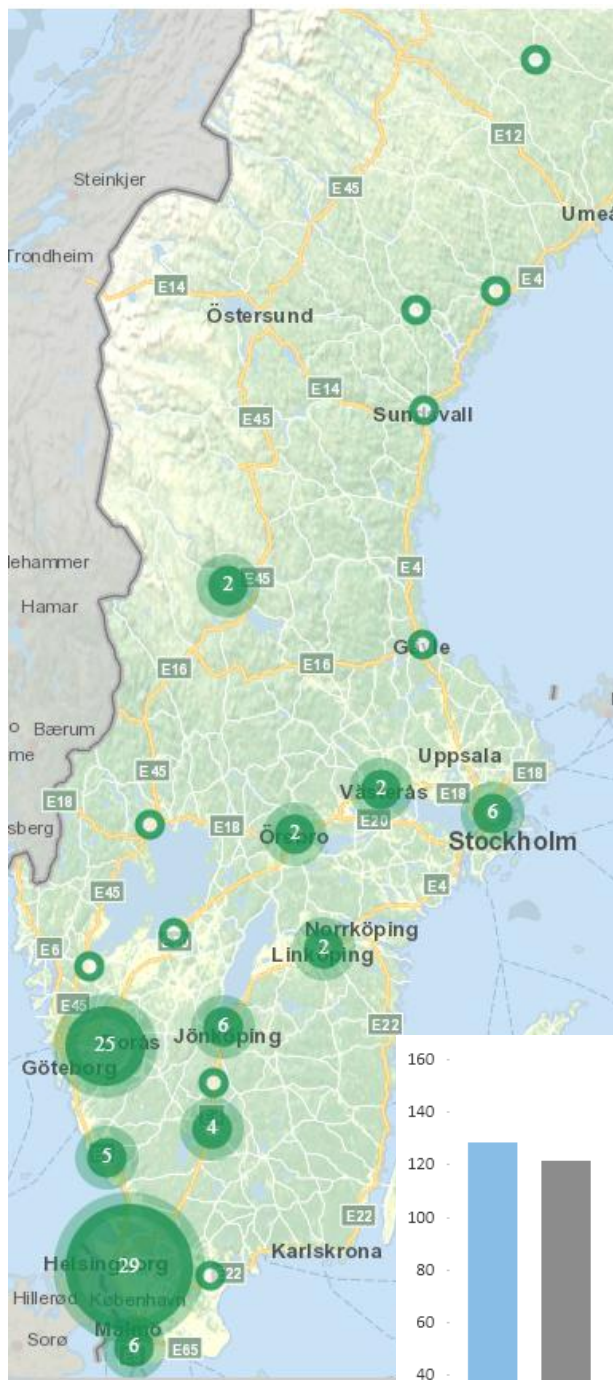 E12
Steinkjer
E45
Umeå
Trondheim
E14
E4
Östersund
E14
E45
Sundsvall
E4
lehammer
2
E45
Hamar
Gävle
E16
E16
o
Bærum
me
Uppsala
E45
2
E18
Västerås
E18
E18
6
sberg
E18
2
E20
Örebro
Stockholm
E4
E45
Norrköping
E6
2
Linköping
E45
6
E22
Jönköping
25
Borås
Göteborg
160
4
140
5
120
E22
100
Karlskrona
Helsingborg
29
E22
Hillerød
København
80
Malmö
60
Sorø
6
E65
40